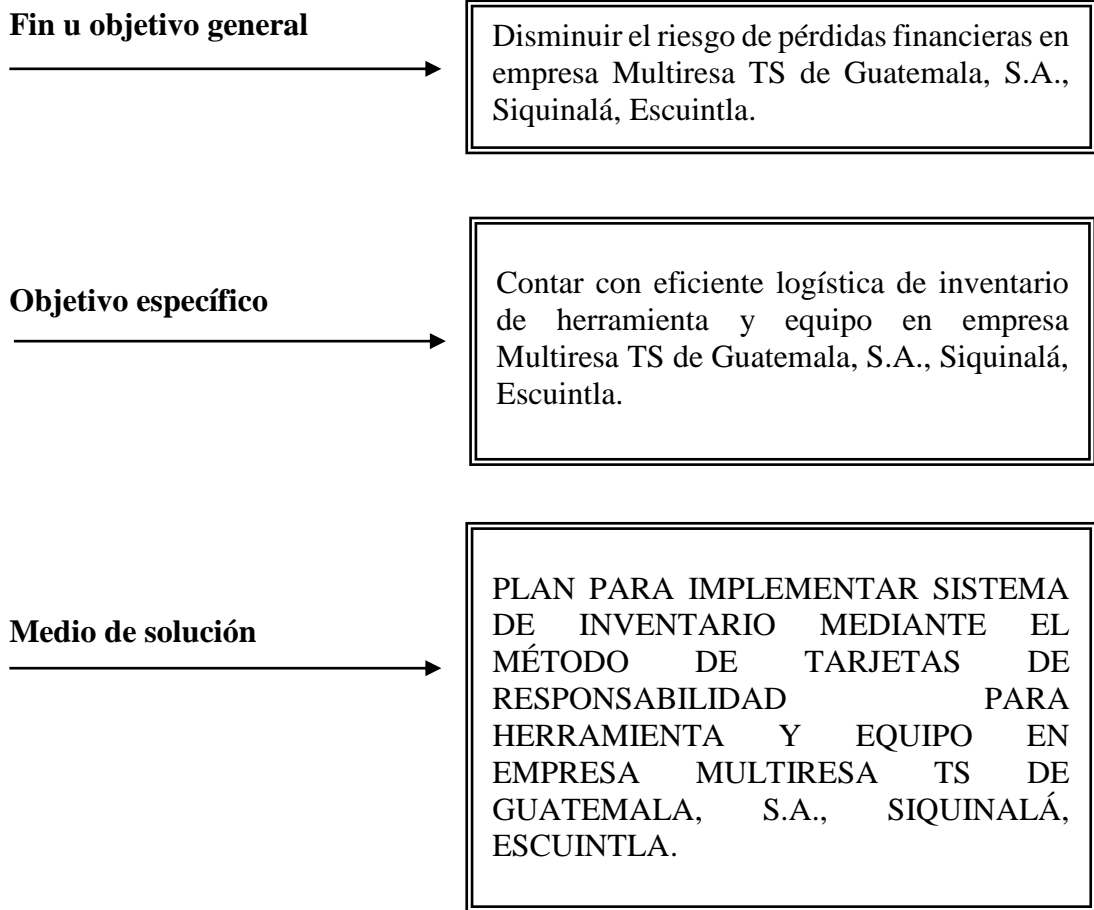 Fin u objetivo general
Disminuir el riesgo de pérdidas financieras en
empresa Multiresa TS de Guatemala, S.A.,
Siquinalá, Escuintla.
Objetivo específico
Contar con eficiente logística de inventario
de herramienta y equipo en empresa
Multiresa TS de Guatemala, S.A., Siquinalá,
Escuintla.
Medio de solución
PLAN PARA IMPLEMENTAR SISTEMA
DE INVENTARIO MEDIANTE EL
MÉTODO DE TARJETAS DE
RESPONSABILIDAD PARA
HERRAMIENTA Y EQUIPO EN
EMPRESA MULTIRESA TS DE
GUATEMALA, S.A., SIQUINALÁ,
ESCUINTLA.